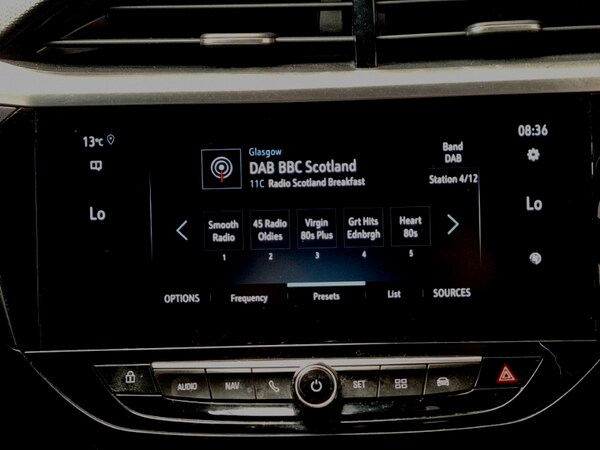 13°C
08:36
Glasgow
DAB BBC Scotland
11C Radio Scotland Breakfast
Band
DAB
Station 4/12
Lo
Lo
Smooth
Radio
1
45 Radio
Oldies
2
Virgin
80s Plus
3
Grt Hits
Ednbrgh
4
Heart
80s
5
OPTIONS
Frequency
Presets
List
SOURCES
AUDIO
NAV
SET